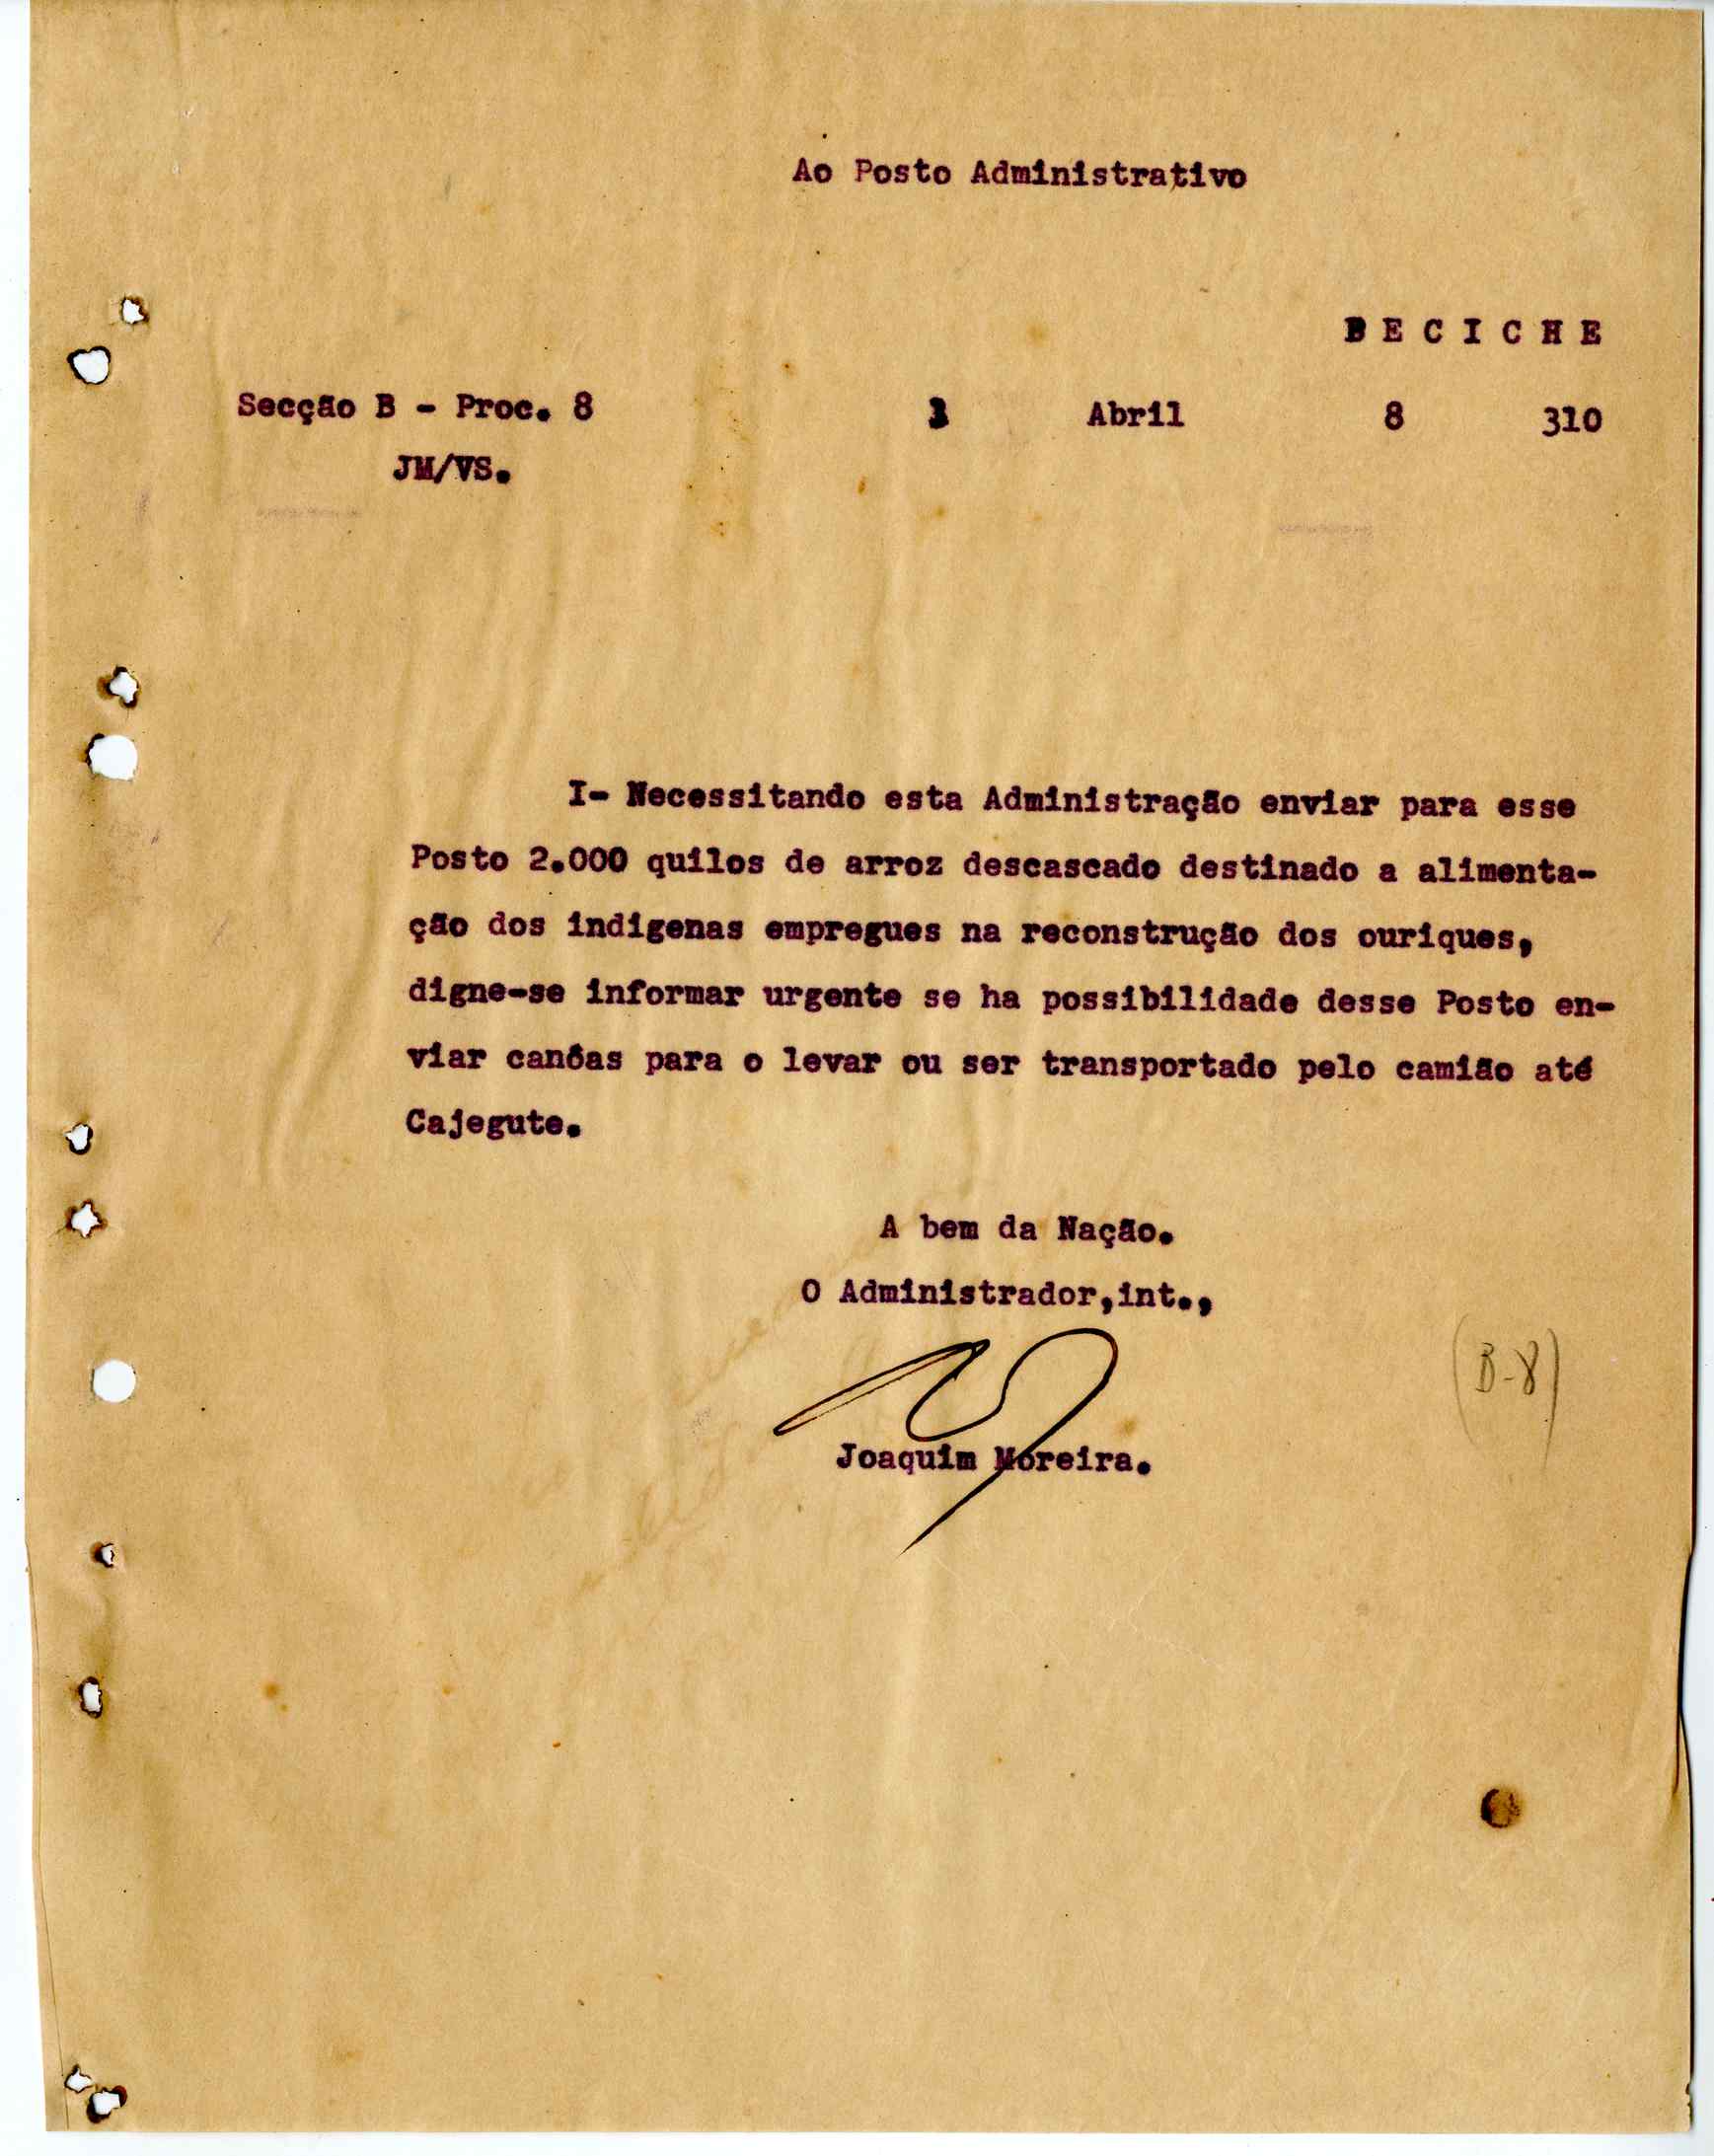 Ao Posto Administrativo
B E C I C H E
Secção B - Proc. 8 Abril 8 310
JM/VS.
I- Necessitando esta Administração enviar para esse
Posto 2.000 quilos de arroz descascado destinado a alimenta-
ção dos indigenas empregues na reconstrução dos ouriques,
digne-se informar urgente se ha possibilidade desse Posto en-
viar canôas para o levar ou ser transportado pelo camião até
Cajegute.
A bem da Nação.
O Administrador,int.,
(B-8)
Joaquim Moreira.